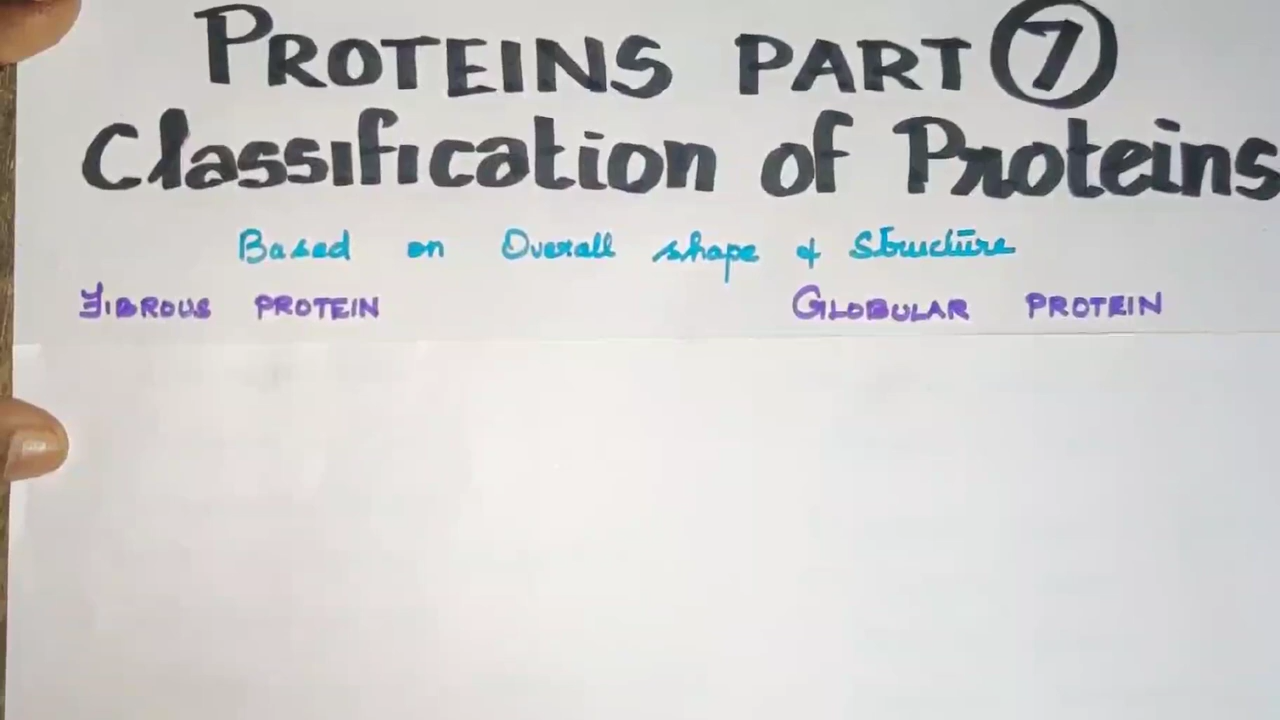 PROTEINS PART 7
Classification of Proteins
Based on Overall shape & Structure
FIBROUS PROTEIN GLOBULAR PROTEIN